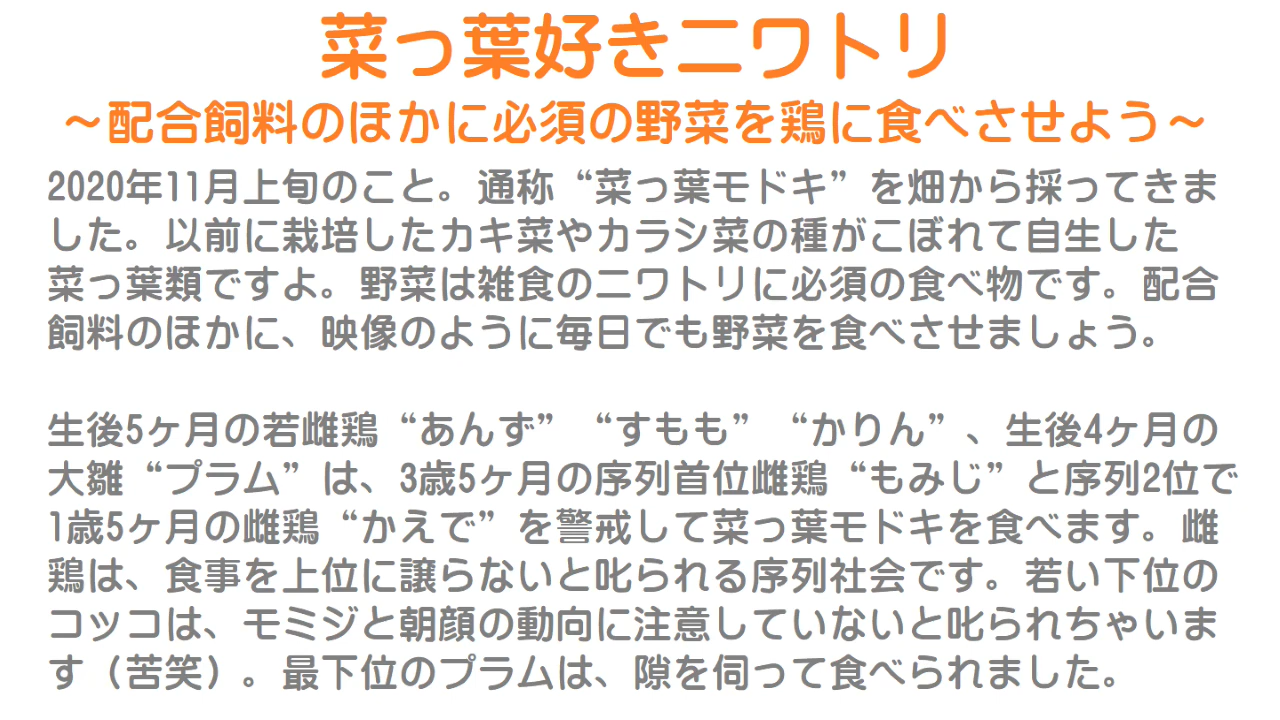 菜っ葉好きニワトリ
～配合飼料のほかに必須の野菜を鶏に食べさせよう～
2020年11月上旬のこと。通称“菜っ葉モドキ”を畑から採ってきま
した。以前に栽培したカキ菜やカラシ菜の種がこぼれて自生した
菜っ葉類ですよ。野菜は雑食のニワトリに必須の食べ物です。配合
飼料のほかに、映像のように毎日でも野菜を食べさせましょう。
生後5ヶ月の若雌鶏“あんず”“すもも”“かりん”、生後4ヶ月の
大雛“プラム”は、3歳5ヶ月の序列首位雌鶏“もみじ”と序列2位で
1歳5ヶ月の雌鶏“かえで”を警戒して菜っ葉モドキを食べます。雌
鶏は、食事を上位に譲らないと叱られる序列社会です。若い下位の
コッコは、モミジと朝顔の動向に注意していないと叱られちゃいま
す（苦笑）。最下位のプラムは、隙を伺って食べられました。